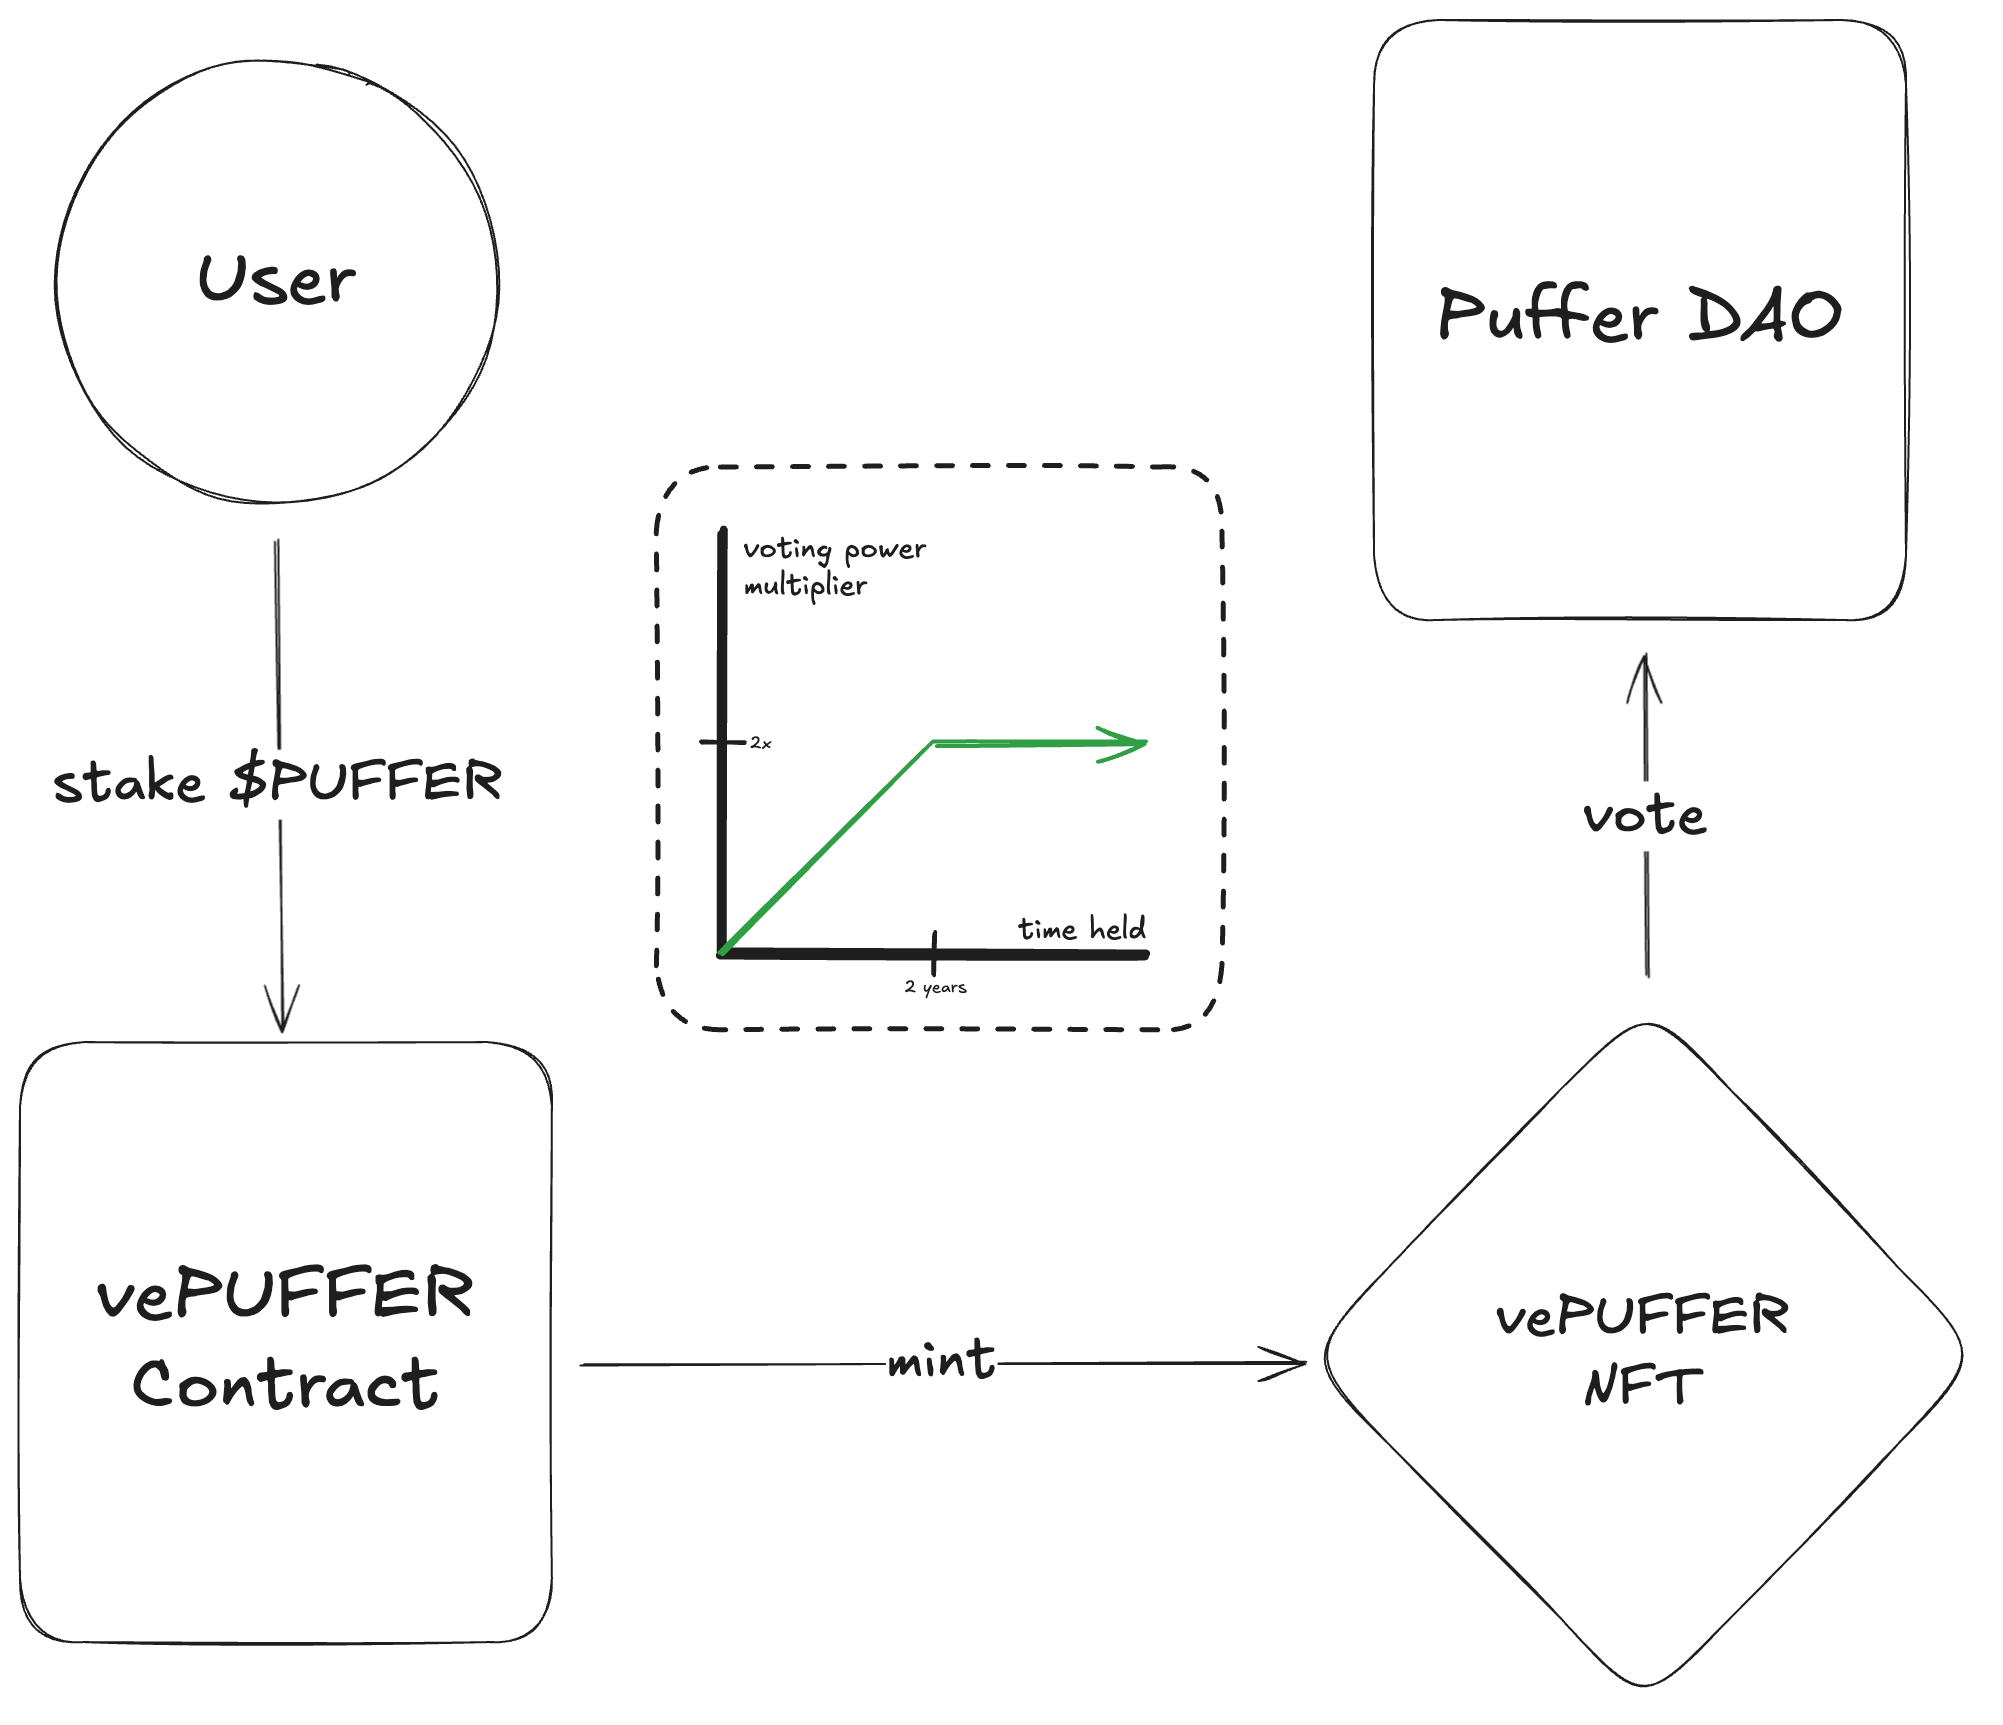 User
Puffer DAO
voting power
multiplier
2x
stake $PUFFER
vote
time held
2 years
vePUFFER
Contract
mint
vePUFFER
NFT